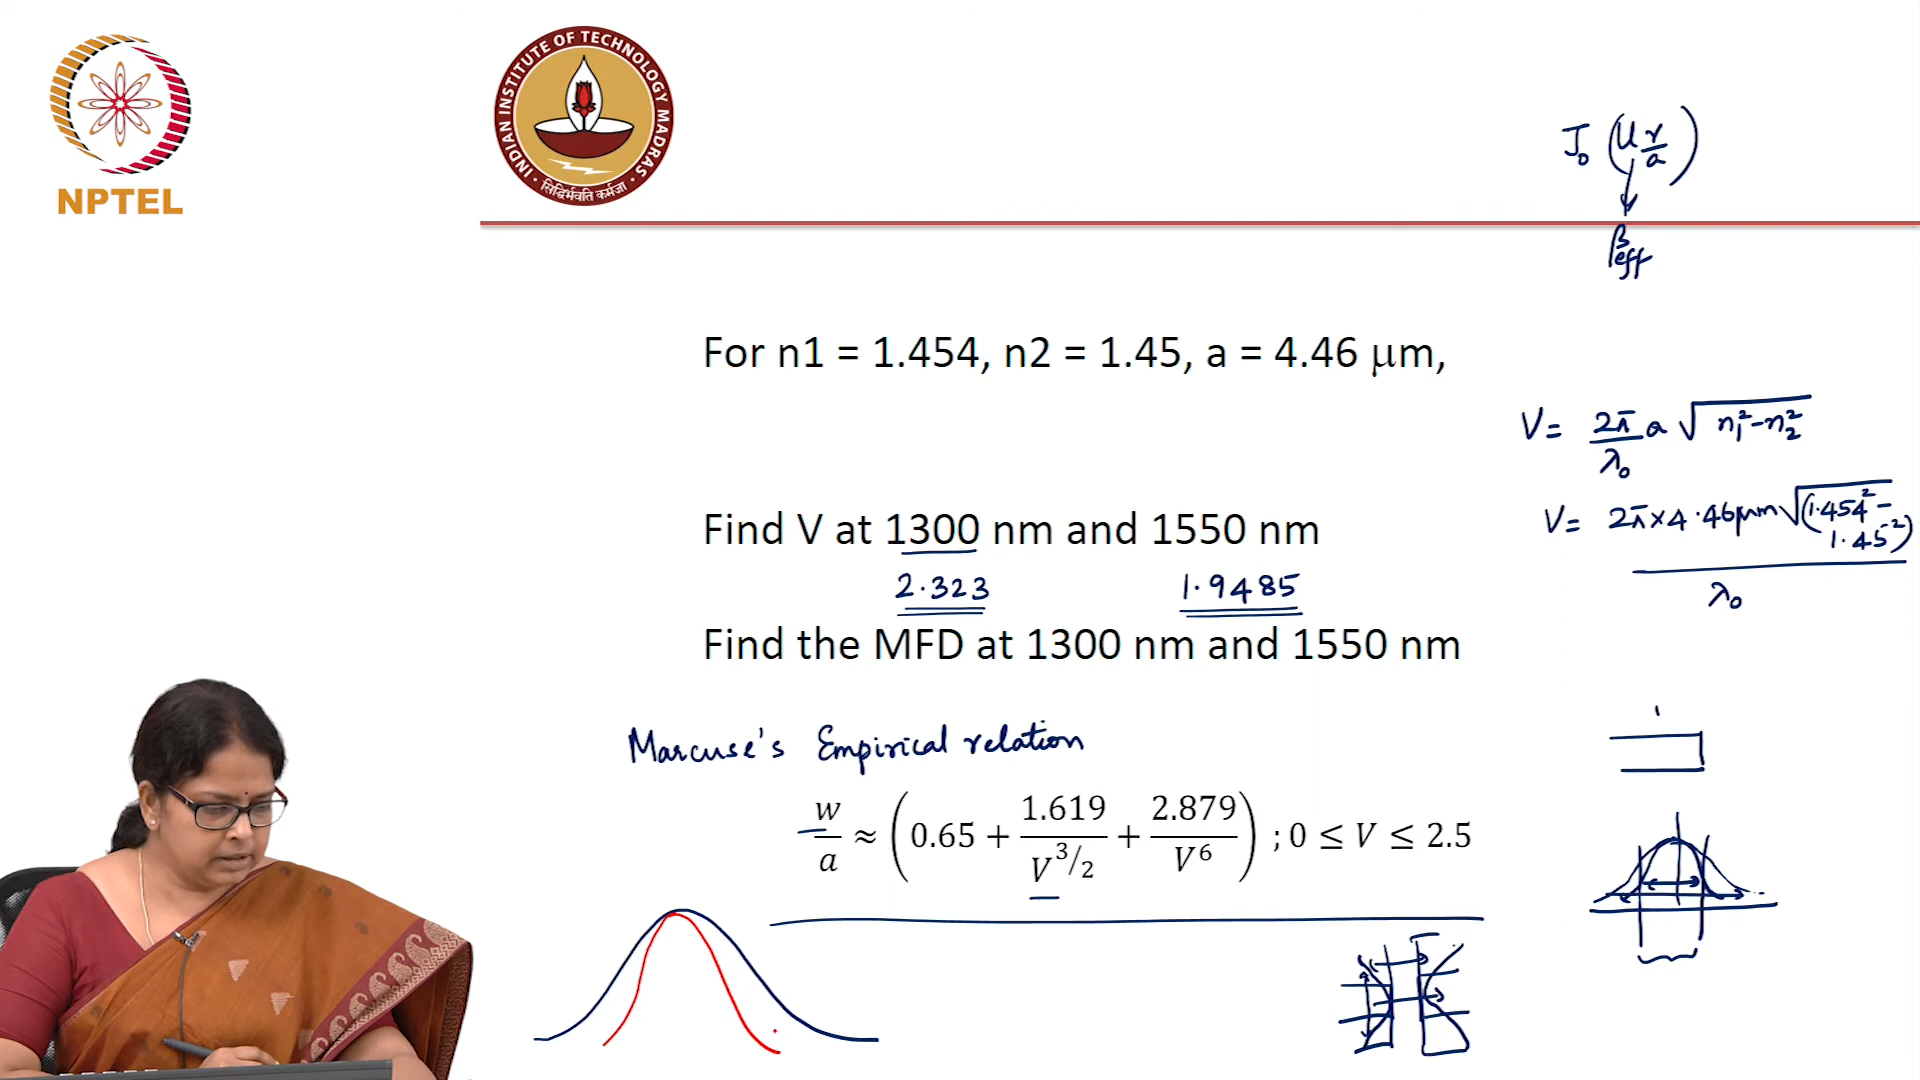 NPTEL
INDIAN INSTITUTE OF TECHNOLOGY MADRAS
सिद्धिर्भवति कर्मजा
J₀ (U r/a)
β eff
For n1 = 1.454, n2 = 1.45, a = 4.46 μm,
V = 2π/λ₀ a √(n₁² - n₂²)
Find V at 1300 nm and 1550 nm
V = 2π × 4.46μm √(1.454² - 1.45²) / λ₀
2.323 1.9485
Find the MFD at 1300 nm and 1550 nm
Marcuse's Empirical relation
w/a ≈ (0.65 + 1.619/V^3/2 + 2.879/V^6) ; 0 ≤ V ≤ 2.5